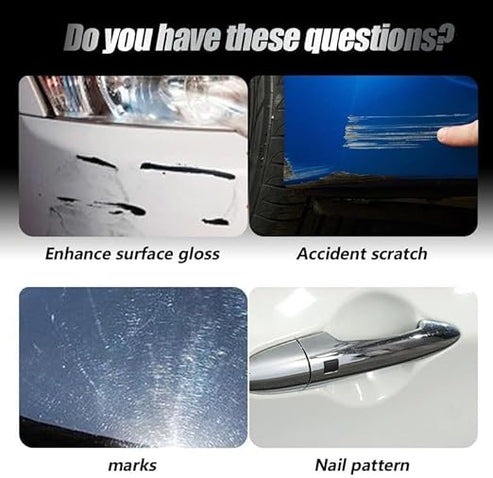 Do you have these questions?
Enhance surface gloss
Accident scratch
marks
Nail pattern